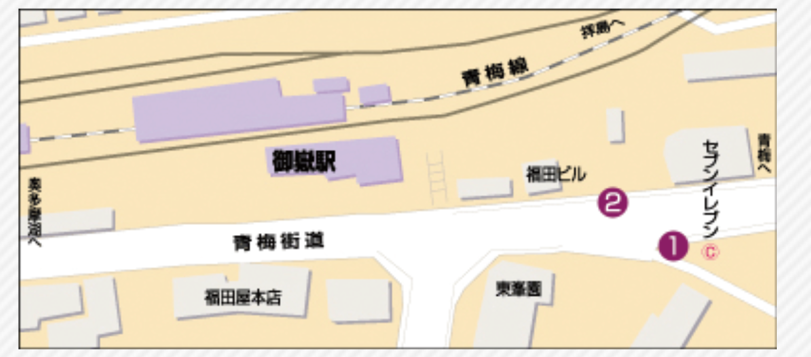 拝島へ
青梅線
御嶽駅
青梅へ
セブンイレブン
Ⓒ
福田ビル
奥多摩湖へ
2
1
青梅街道
福田屋本店
東峯園